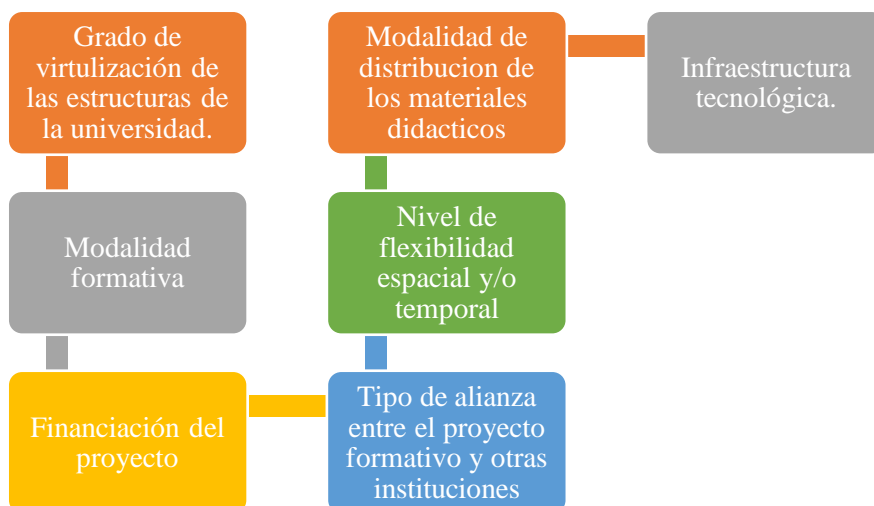 Grado de
virtulización de
las estructuras de
la universidad.
Modalidad
formativa
Financiación del
proyecto
Tipo de alianza
entre el proyecto
formativo y otras
instituciones
Nivel de
flexibilidad
espacial y/o
temporal
Modalidad de
distribucion de
los materiales
didacticos
Infraestructura
tecnológica.